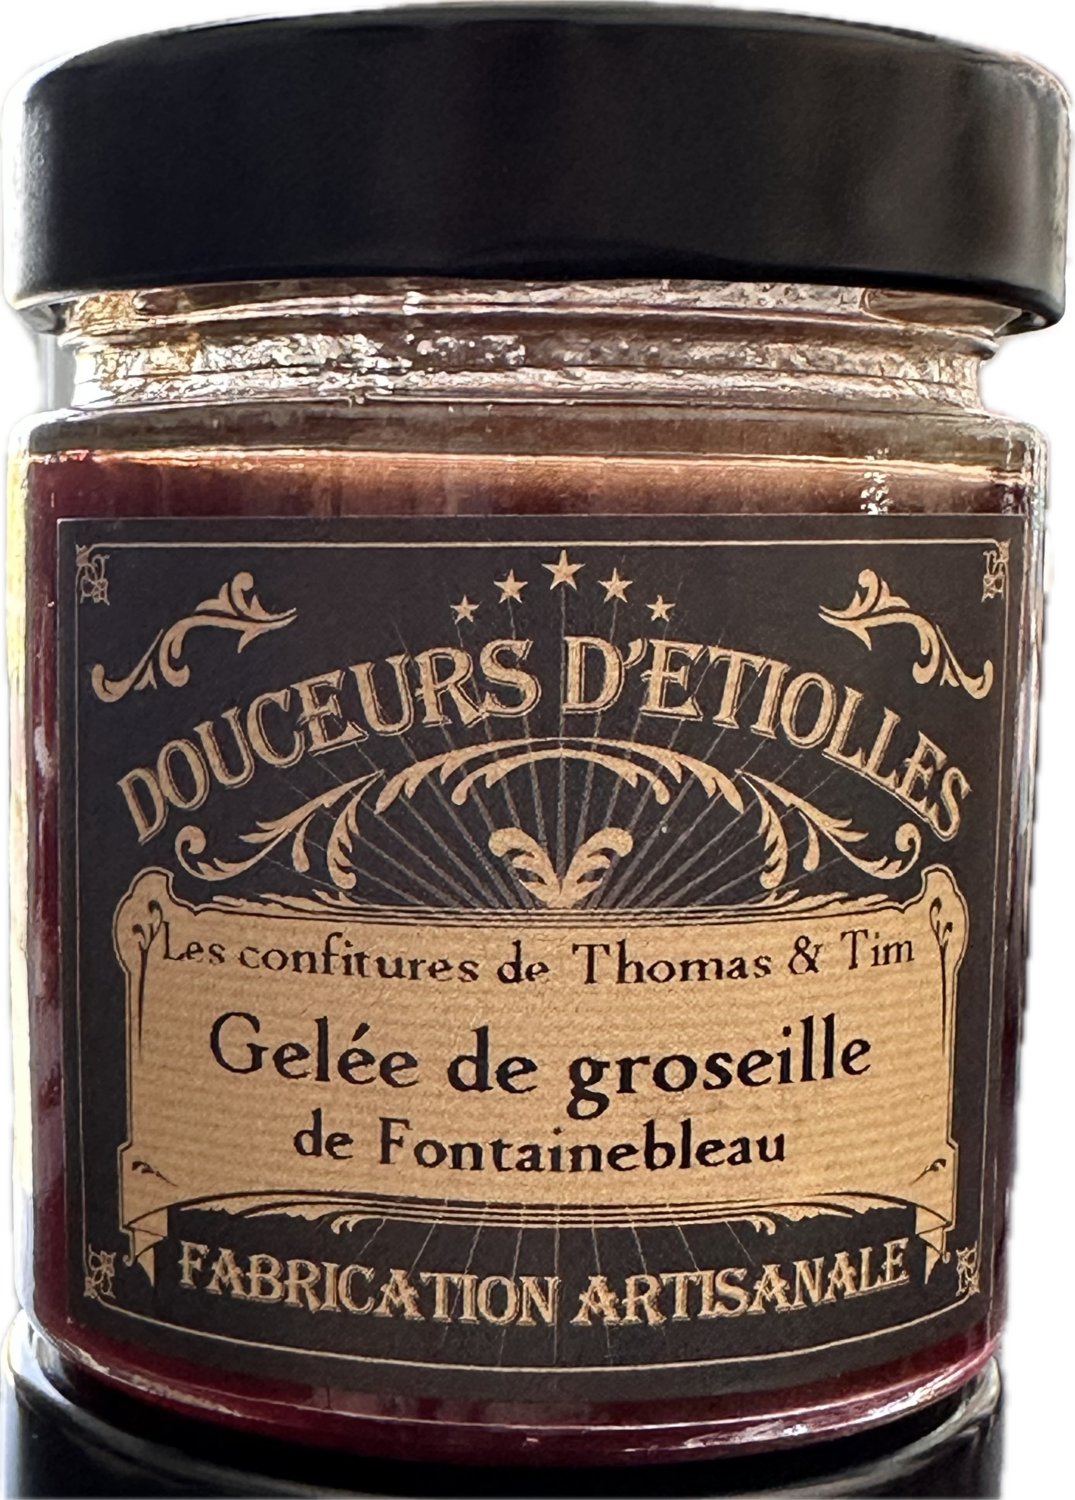 DOUCEURS D'ETIOLLES
Les confitures de Thomas & Tim
Gelée de groseille
de Fontainebleau
FABRICATION ARTISANALE